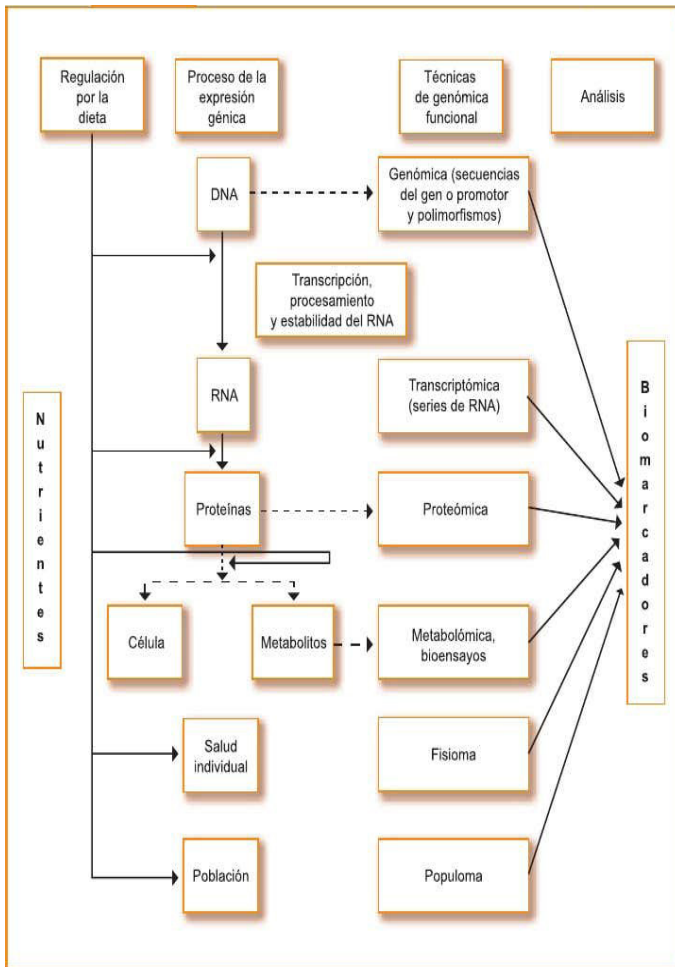 Regulación
por la
dieta
Proceso de la
expresión
génica
Técnicas
de genómica
funcional
Análisis
DNA
Genómica (secuencias
del gen o promotor
y polimorfismos)
Transcripción,
procesamiento
y estabilidad del RNA
RNA
Transcriptómica
(series de RNA)
Nutrientes
Biomarcadores
Proteínas
Proteómica
Célula
Metabolitos
Metabolómica,
bioensayos
Salud
individual
Fisioma
Población
Populoma